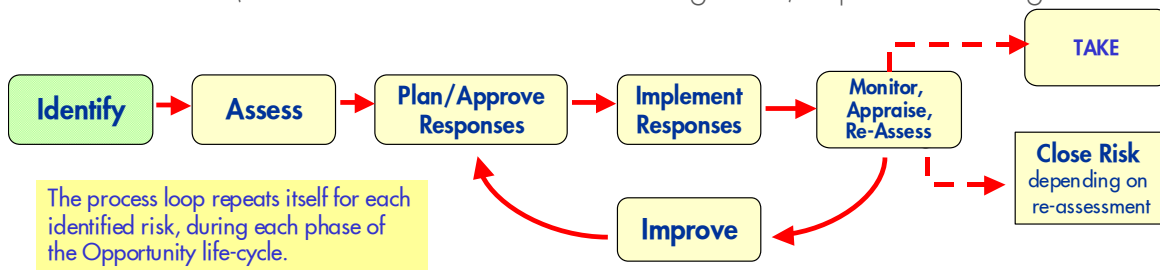 TAKE
Identify
Assess
Plan/Approve
Responses
Implement
Responses
Monitor,
Appraise,
Re-Assess
Close Risk
depending on
re-assessment
The process loop repeats itself for each
identified risk, during each phase of
the Opportunity life-cycle.
Improve